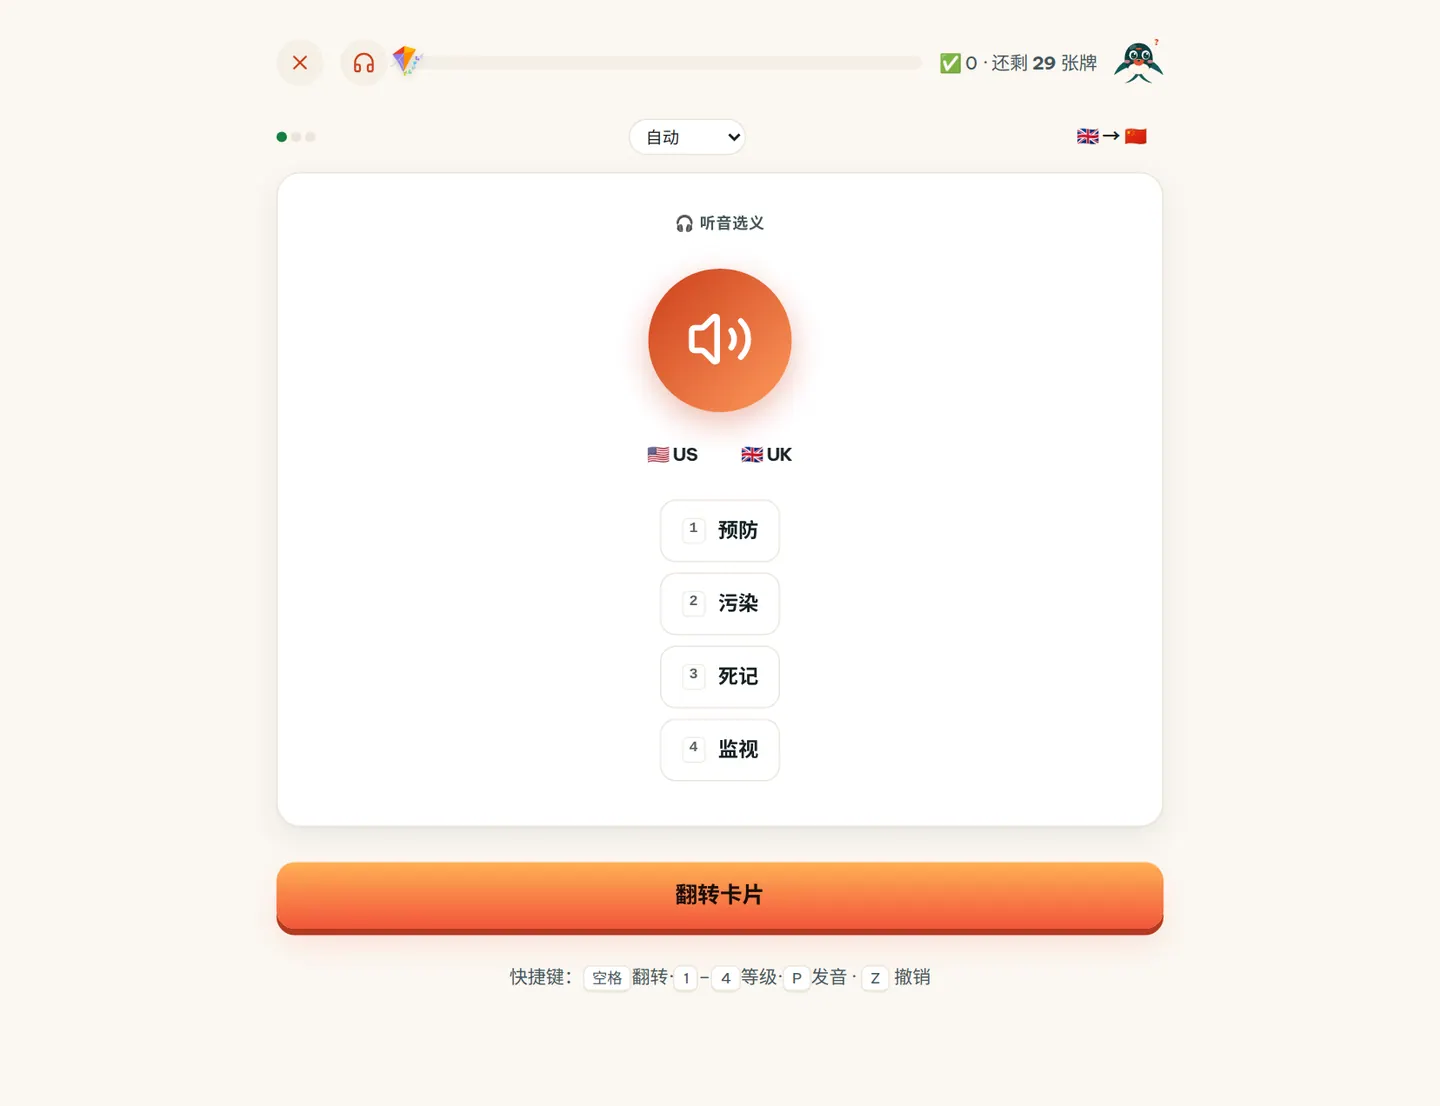 ✅ 0 · 还剩 29 张牌
?
自动
🇬🇧→🇨🇳
🎧 听音选义
🇺🇸 US 🇬🇧 UK
1 预防
2 污染
3 死记
4 监视
翻转卡片
快捷键： 空格 翻转· 1 – 4 等级· P 发音 · Z 撤销